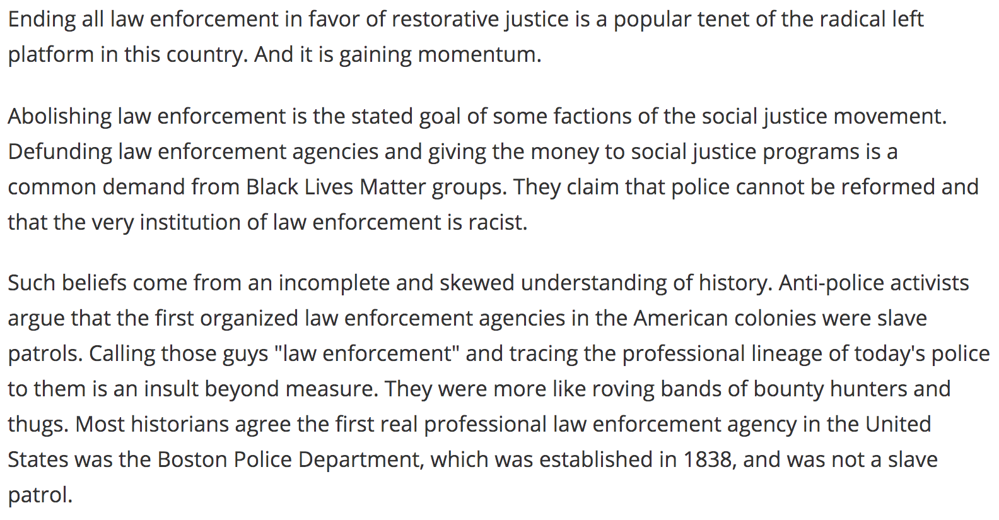 Ending all law enforcement in favor of restorative justice is a popular tenet of the radical left
platform in this country. And it is gaining momentum.
Abolishing law enforcement is the stated goal of some factions of the social justice movement.
Defunding law enforcement agencies and giving the money to social justice programs is a
common demand from Black Lives Matter groups. They claim that police cannot be reformed and
that the very institution of law enforcement is racist.
Such beliefs come from an incomplete and skewed understanding of history. Anti-police activists
argue that the first organized law enforcement agencies in the American colonies were slave
patrols. Calling those guys "law enforcement" and tracing the professional lineage of today's police
to them is an insult beyond measure. They were more like roving bands of bounty hunters and
thugs. Most historians agree the first real professional law enforcement agency in the United
States was the Boston Police Department, which was established in 1838, and was not a slave
patrol.